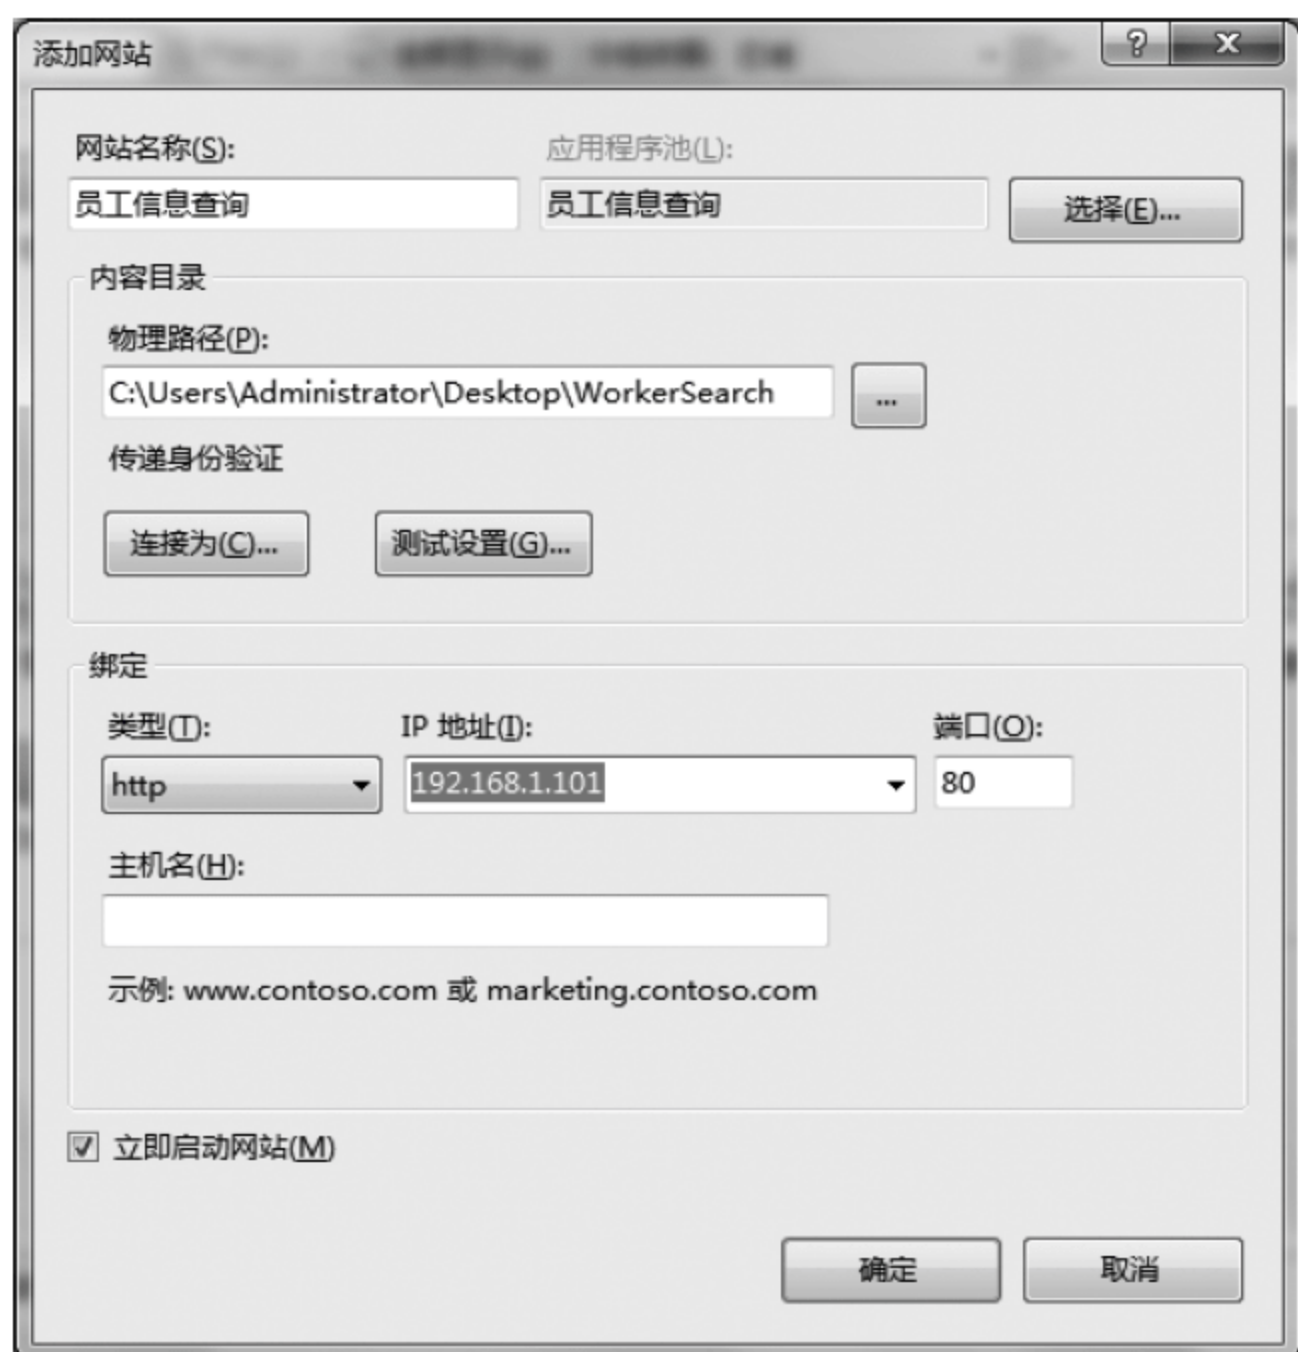 添加网站
网站名称(S):
应用程序池(L):
员工信息查询
员工信息查询
选择(E)...
内容目录
物理路径(P):
C:\Users\Administrator\Desktop\WorkerSearch
...
传递身份验证
连接为(C)...
测试设置(G)...
绑定
类型(T):
IP 地址(I):
端口(O):
http
192.168.1.101
80
主机名(H):
示例: www.contoso.com 或 marketing.contoso.com
立即启动网站(M)
确定
取消